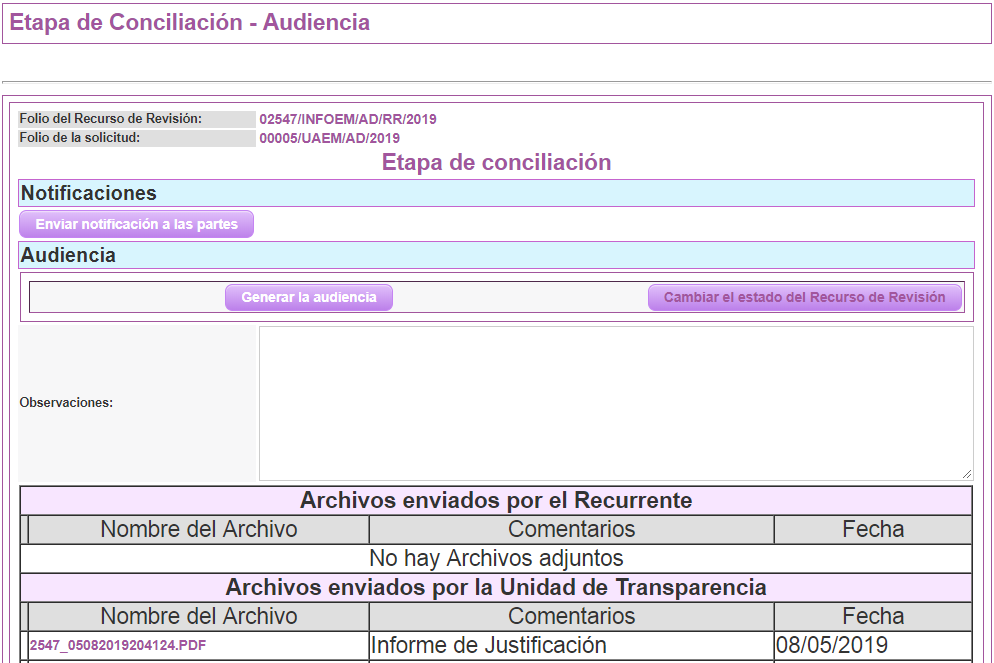 Etapa de Conciliación - Audiencia
Folio del Recurso de Revisión: 02547/INFOEM/AD/RR/2019
Folio de la solicitud: 00005/UAEM/AD/2019
Etapa de conciliación
Notificaciones
Enviar notificación a las partes
Audiencia
Generar la audiencia Cambiar el estado del Recurso de Revisión
Observaciones:
Archivos enviados por el Recurrente
Nombre del Archivo Comentarios Fecha
No hay Archivos adjuntos
Archivos enviados por la Unidad de Transparencia
Nombre del Archivo Comentarios Fecha
2547_05082019204124.PDF Informe de Justificación 08/05/2019